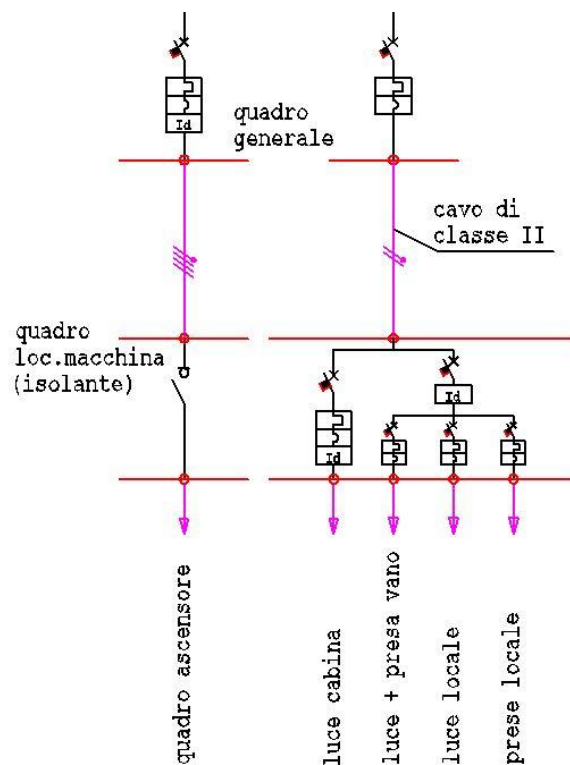 Id
quadro
generale
cavo di
classe II
quadro
loc.macchina
(isolante)
Id
Id
quadro ascensore
luce cabina
luce + presa vano
luce locale
prese locale